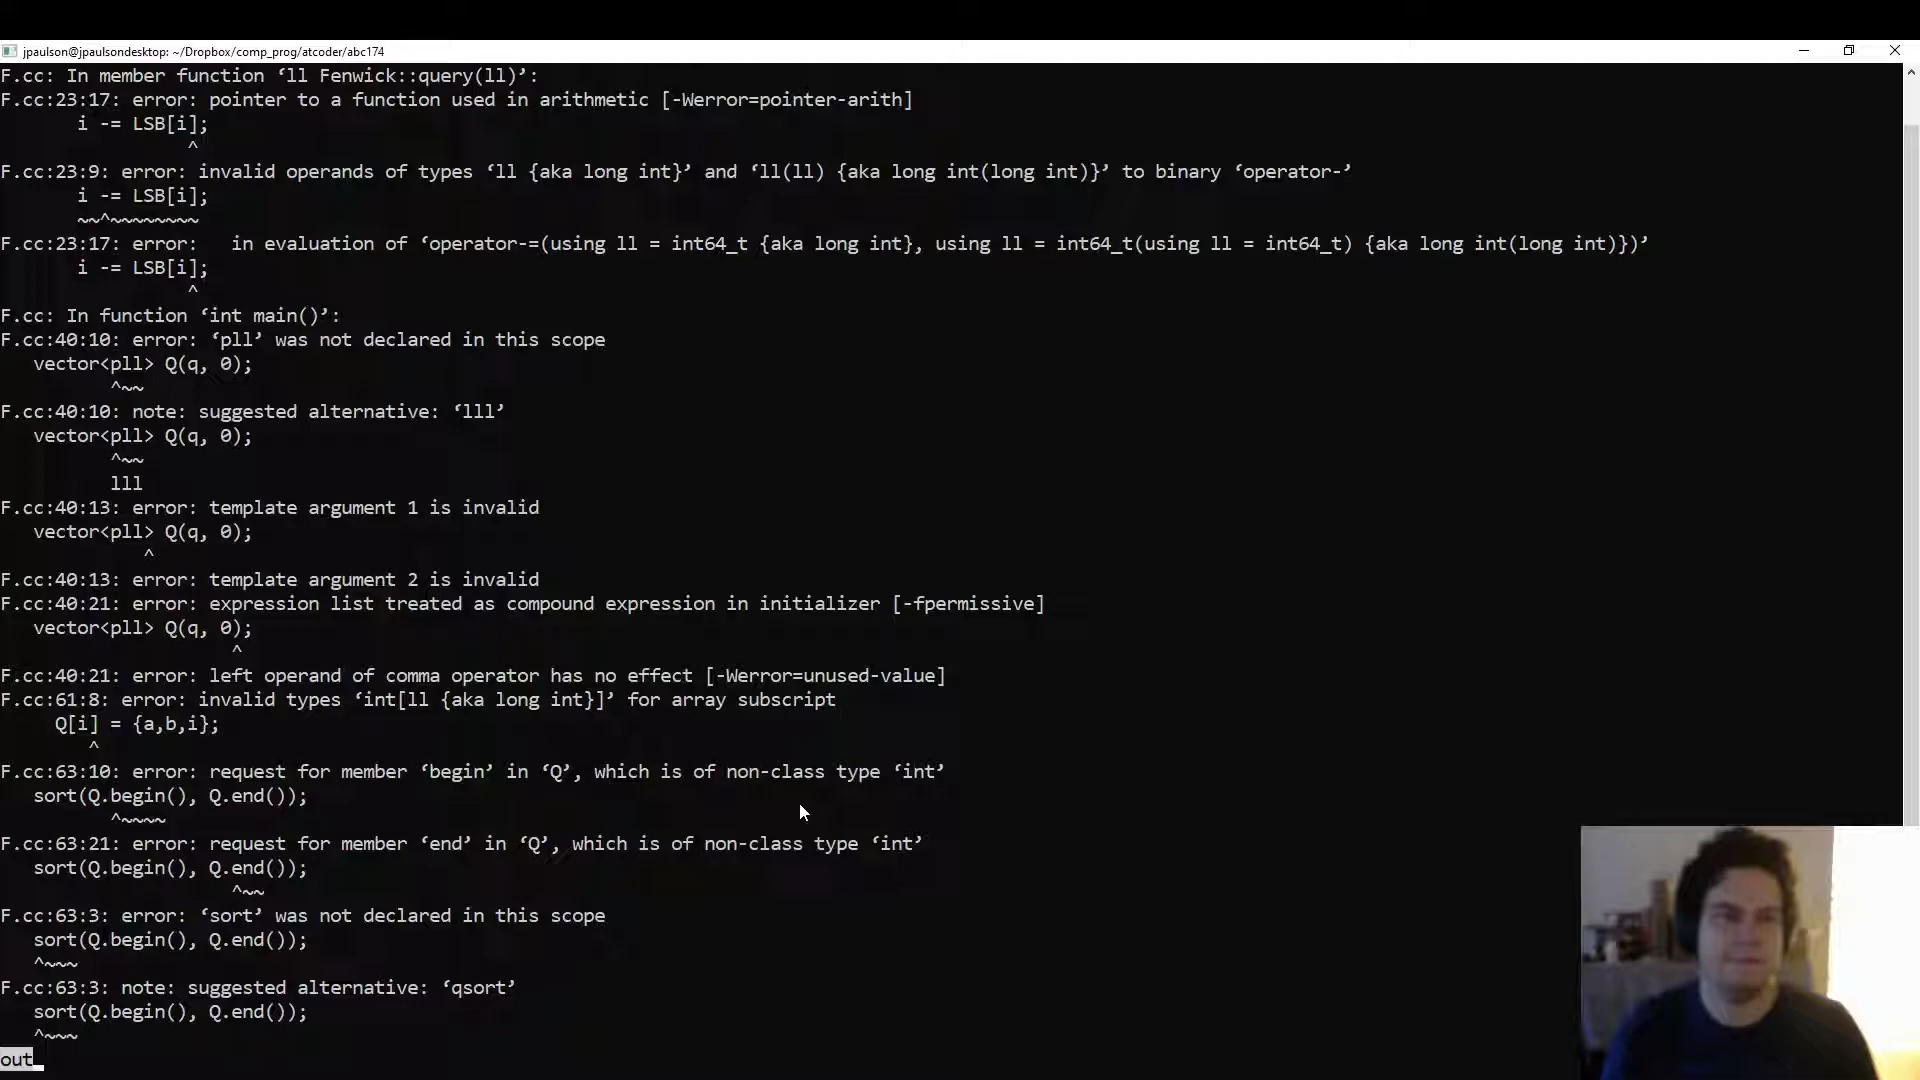 jpaulson@jpaulsondesktop: ~/Dropbox/comp_prog/atcoder/abc174
F.cc: In member function ‘ll Fenwick::query(ll)’:
F.cc:23:17: error: pointer to a function used in arithmetic [-Werror=pointer-arith]
i -= LSB[i];
^
F.cc:23:9: error: invalid operands of types ‘ll {aka long int}’ and ‘ll(ll) {aka long int(long int)}’ to binary ‘operator-’
i -= LSB[i];
~~^~~~~~~~~
F.cc:23:17: error:   in evaluation of ‘operator-=(using ll = int64_t {aka long int}, using ll = int64_t(using ll = int64_t) {aka long int(long int)})’
i -= LSB[i];
^
F.cc: In function ‘int main()’:
F.cc:40:10: error: ‘pll’ was not declared in this scope
vector<pll> Q(q, 0);
^~~
F.cc:40:10: note: suggested alternative: ‘lll’
vector<pll> Q(q, 0);
^~~
lll
F.cc:40:13: error: template argument 1 is invalid
vector<pll> Q(q, 0);
^
F.cc:40:13: error: template argument 2 is invalid
F.cc:40:21: error: expression list treated as compound expression in initializer [-fpermissive]
vector<pll> Q(q, 0);
^
F.cc:40:21: error: left operand of comma operator has no effect [-Werror=unused-value]
F.cc:61:8: error: invalid types ‘int[ll {aka long int}]’ for array subscript
Q[i] = {a,b,i};
^
F.cc:63:10: error: request for member ‘begin’ in ‘Q’, which is of non-class type ‘int’
sort(Q.begin(), Q.end());
^~~~~
F.cc:63:21: error: request for member ‘end’ in ‘Q’, which is of non-class type ‘int’
sort(Q.begin(), Q.end());
^~~
F.cc:63:3: error: ‘sort’ was not declared in this scope
sort(Q.begin(), Q.end());
^~~~
F.cc:63:3: note: suggested alternative: ‘qsort’
sort(Q.begin(), Q.end());
^~~~
out